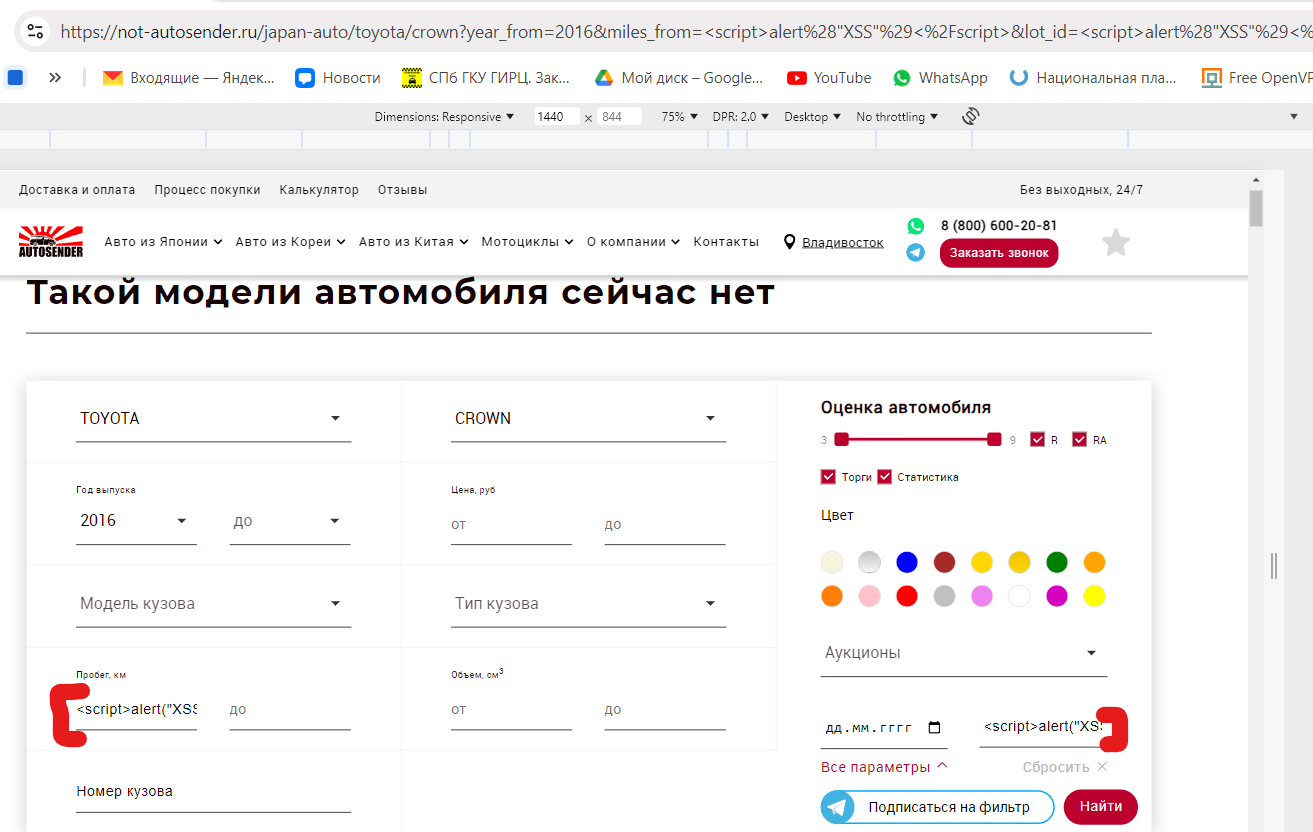 https://not-autosender.ru/japan-auto/toyota/crown?year_from=2016&miles_from=<script>alert%28"XSS"%29<%2Fscript>&lot_id=<script>alert%28"XSS"%29<%
» Входящие — Яндек... Новости СПб ГКУ ГИРЦ. Зак... Мой диск – Google... YouTube WhatsApp Национальная пла... Free OpenVP
Dimensions: Responsive 1440 × 844 75% DPR: 2.0 Desktop No throttling
Доставка и оплата Процесс покупки Калькулятор Отзывы Без выходных, 24/7
AUTOSENDER Авто из Японии Авто из Кореи Авто из Китая Мотоциклы О компании Контакты Владивосток 8 (800) 600-20-81
Заказать звонок
Такой модели автомобиля сейчас нет
TOYOTA CROWN Оценка автомобиля
3 9 R RA
Год выпуска Цена, руб Торги Статистика
2016 до от до Цвет
Модель кузова Тип кузова
Аукционы
Пробег, км Объем, см³
<script>alert("XSS до от до дд.мм.гггг <script>alert("XS
Все параметры Сбросить ×
Номер кузова Подписаться на фильтр Найти